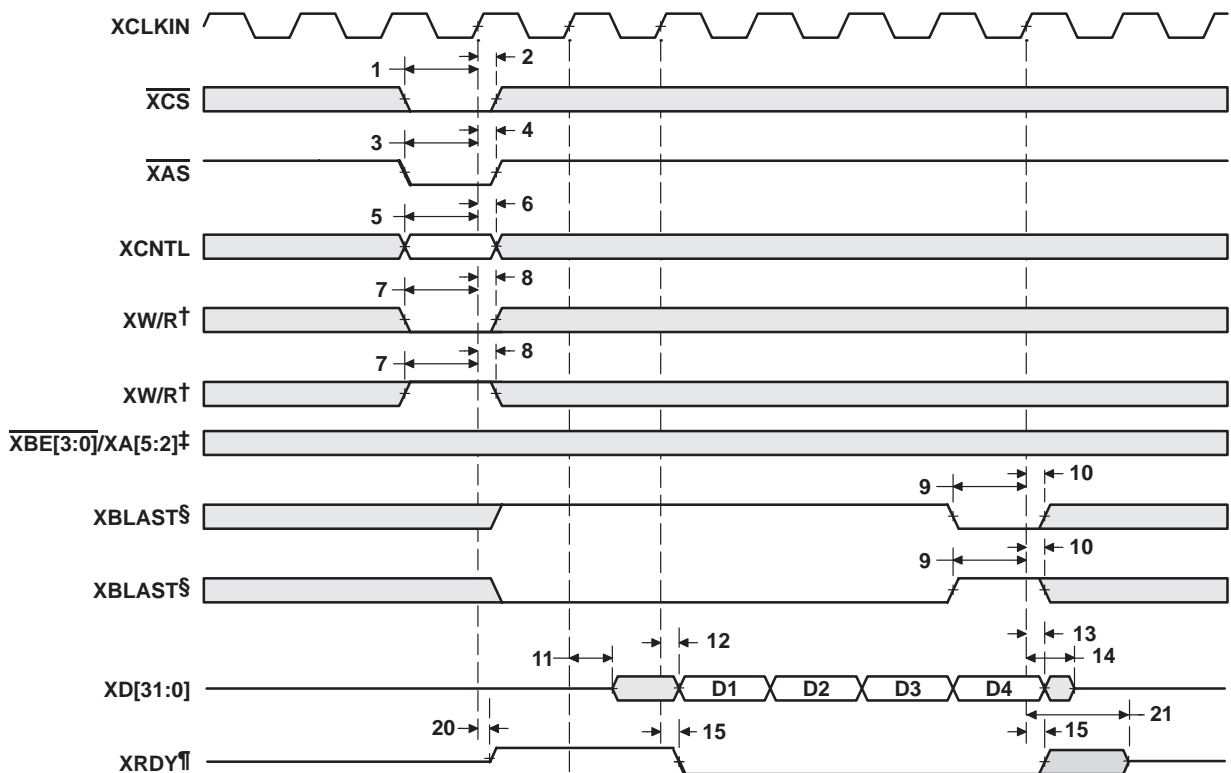 XCLKIN
1
2
XCS
3
4
XAS
5
6
XCNTL
7
8
XW/R†
7
8
XW/R†
XBE[3:0]/XA[5:2]‡
9
10
XBLAST§
9
10
XBLAST§
11
12
13
14
XD[31:0]
D1
D2
D3
D4
20
15
15
21
XRDY¶